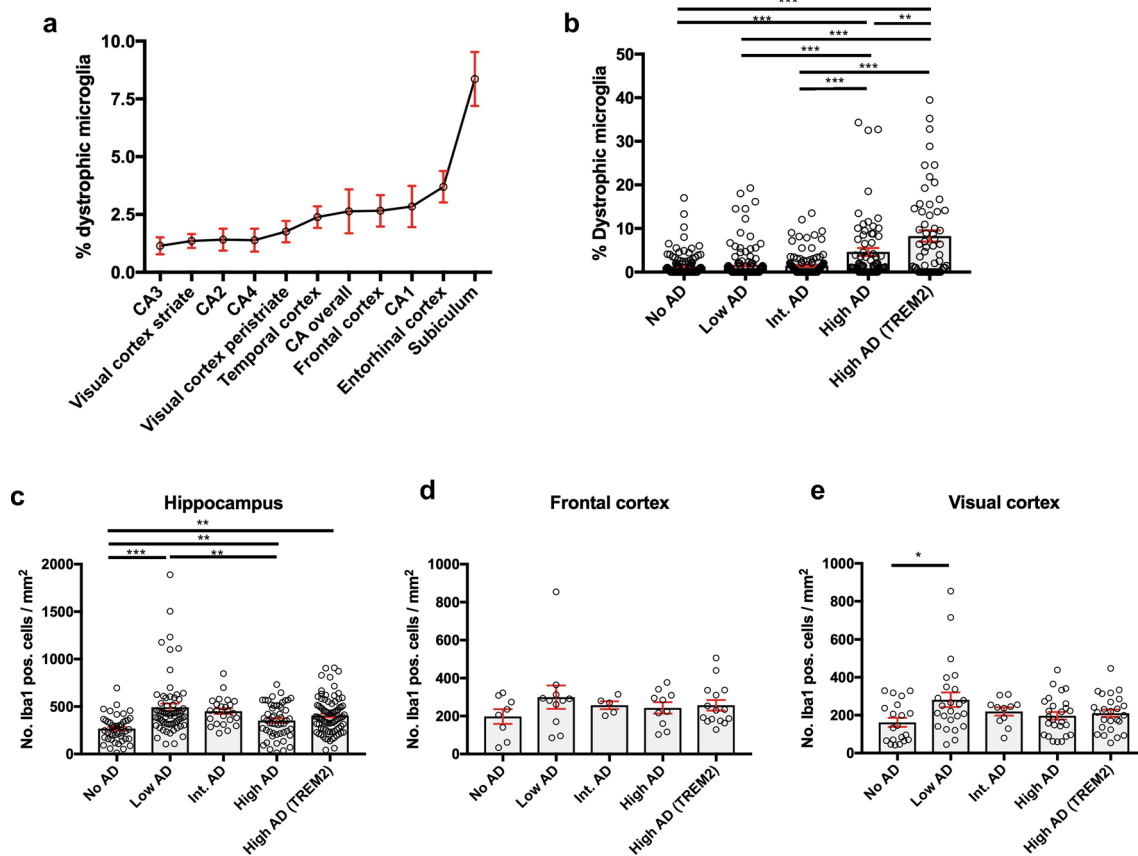 a
% dystrophic microglia
10.0
7.5
5.0
2.5
0.0
CA3
Visual cortex striate
CA2
CA4
Visual cortex peristriate
Temporal cortex
CA overall
Frontal cortex
CA1
Entorhinal cortex
Subiculum
b
***
*** **
***
***
***
***
% Dystrophic microglia
50
40
30
20
10
0
No AD
Low AD
Int. AD
High AD
High AD (TREM2)
c
Hippocampus
**
**
*** **
No. Iba1 pos. cells / mm²
2000
1500
1000
500
0
No AD
Low AD
Int. AD
High AD
High AD (TREM2)
d
Frontal cortex
No. Iba1 pos. cells / mm²
1000
800
600
400
200
0
No AD
Low AD
Int. AD
High AD
High AD (TREM2)
e
Visual cortex
*
No. Iba1 pos. cells / mm²
1000
800
600
400
200
0
No AD
Low AD
Int. AD
High AD
High AD (TREM2)